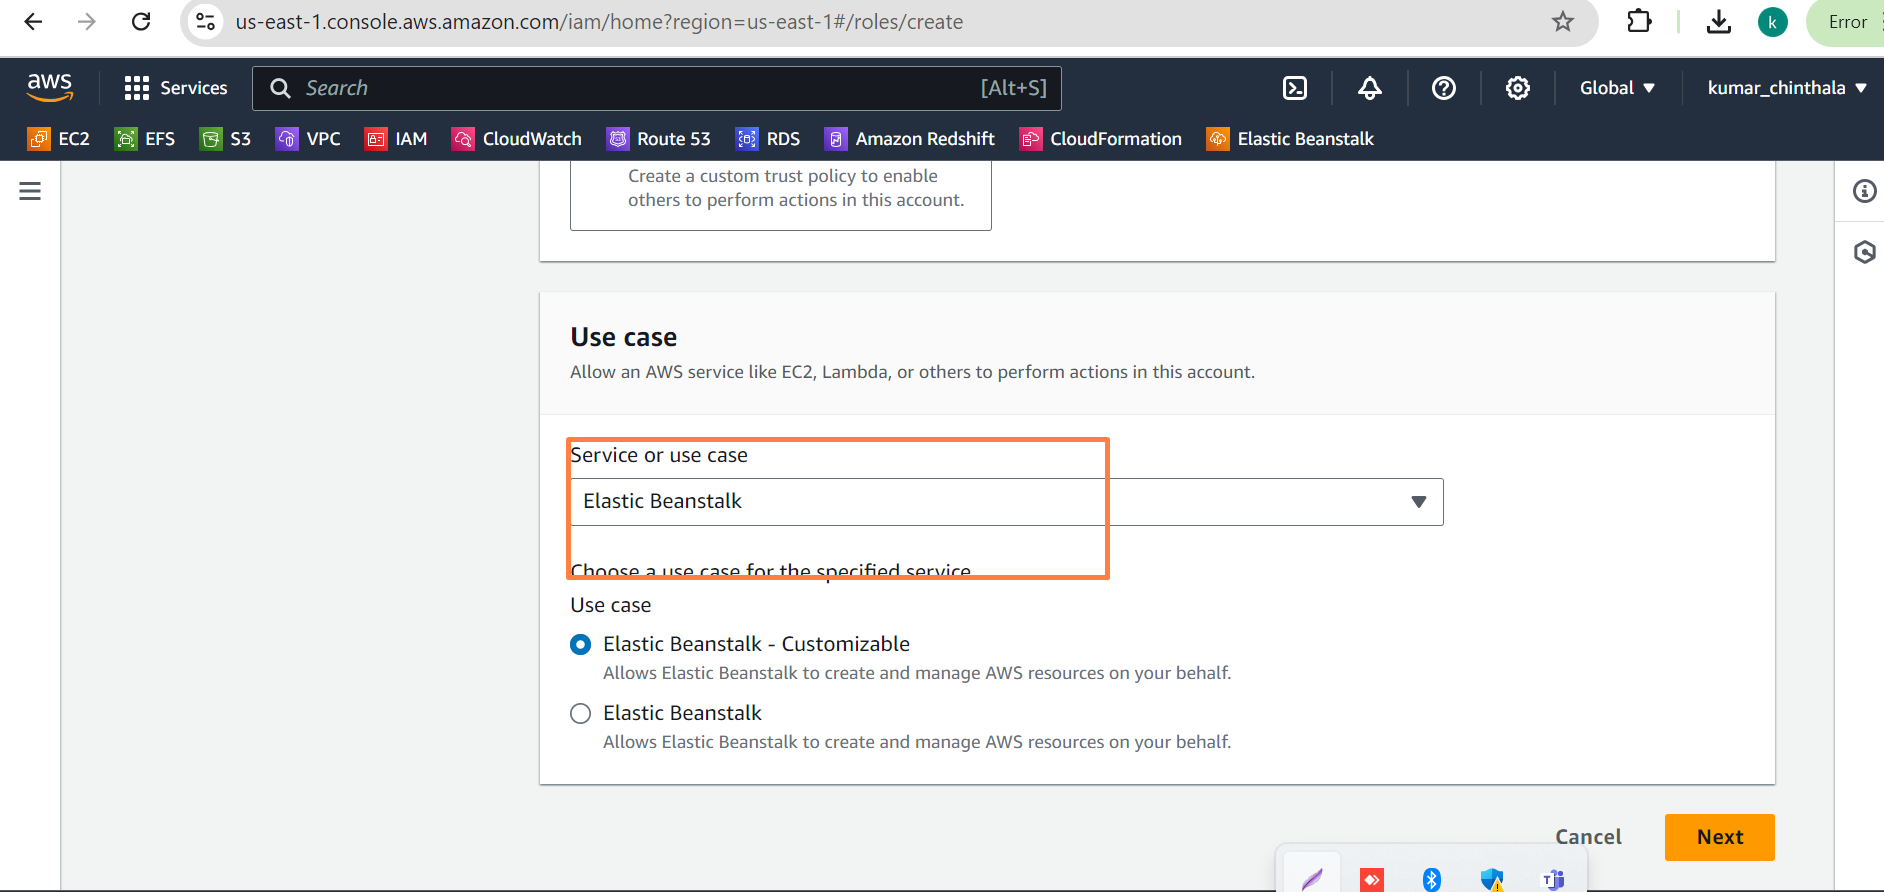 us-east-1.console.aws.amazon.com/iam/home?region=us-east-1#/roles/create
k
Error
aws
Services
Search
[Alt+S]
Global
kumar_chinthala
EC2
EFS
S3
VPC
IAM
CloudWatch
Route 53
RDS
Amazon Redshift
CloudFormation
Elastic Beanstalk
Create a custom trust policy to enable
others to perform actions in this account.
Use case
Allow an AWS service like EC2, Lambda, or others to perform actions in this account.
Service or use case
Elastic Beanstalk
Choose a use case for the specified service
Use case
Elastic Beanstalk - Customizable
Allows Elastic Beanstalk to create and manage AWS resources on your behalf.
Elastic Beanstalk
Allows Elastic Beanstalk to create and manage AWS resources on your behalf.
Cancel
Next